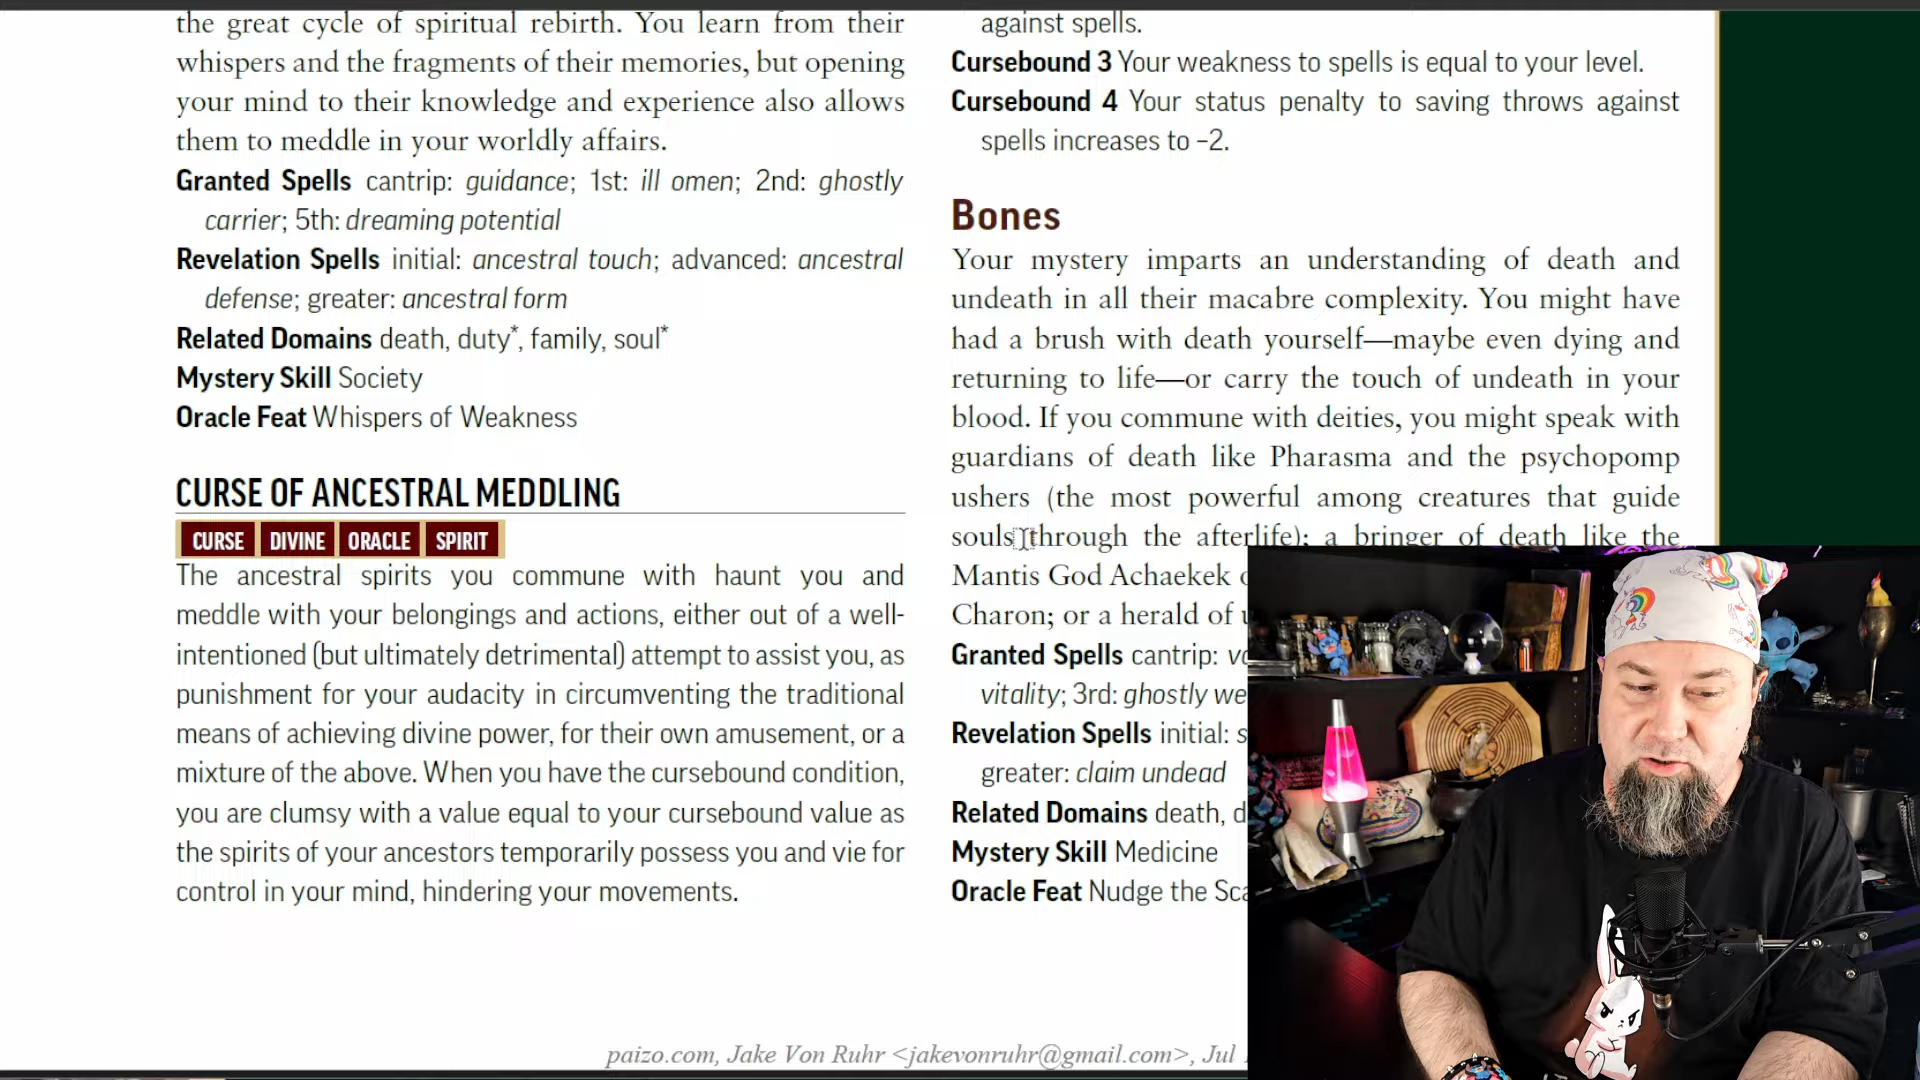 the great cycle of spiritual rebirth. You learn from their
whispers and the fragments of their memories, but opening
your mind to their knowledge and experience also allows
them to meddle in your worldly affairs.
Granted Spells cantrip: guidance; 1st: ill omen; 2nd: ghostly
carrier; 5th: dreaming potential
Revelation Spells initial: ancestral touch; advanced: ancestral
defense; greater: ancestral form
Related Domains death, duty*, family, soul*
Mystery Skill Society
Oracle Feat Whispers of Weakness
CURSE OF ANCESTRAL MEDDLING
CURSE DIVINE ORACLE SPIRIT
The ancestral spirits you commune with haunt you and
meddle with your belongings and actions, either out of a well-
intentioned (but ultimately detrimental) attempt to assist you, as
punishment for your audacity in circumventing the traditional
means of achieving divine power, for their own amusement, or a
mixture of the above. When you have the cursebound condition,
you are clumsy with a value equal to your cursebound value as
the spirits of your ancestors temporarily possess you and vie for
control in your mind, hindering your movements.
against spells.
Cursebound 3 Your weakness to spells is equal to your level.
Cursebound 4 Your status penalty to saving throws against
spells increases to –2.
Bones
Your mystery imparts an understanding of death and
undeath in all their macabre complexity. You might have
had a brush with death yourself—maybe even dying and
returning to life—or carry the touch of undeath in your
blood. If you commune with deities, you might speak with
guardians of death like Pharasma and the psychopomp
ushers (the most powerful among creatures that guide
souls through the afterlife); a bringer of death like the
Mantis God Achaekek
Charon; or a herald of
Granted Spells cantrip:
vitality; 3rd: ghostly
Revelation Spells initial:
greater: claim undead
Related Domains death,
Mystery Skill Medicine
Oracle Feat Nudge the
paizo.com, Jake Von Ruhr <jakevonruhr@gmail.com>, Jul